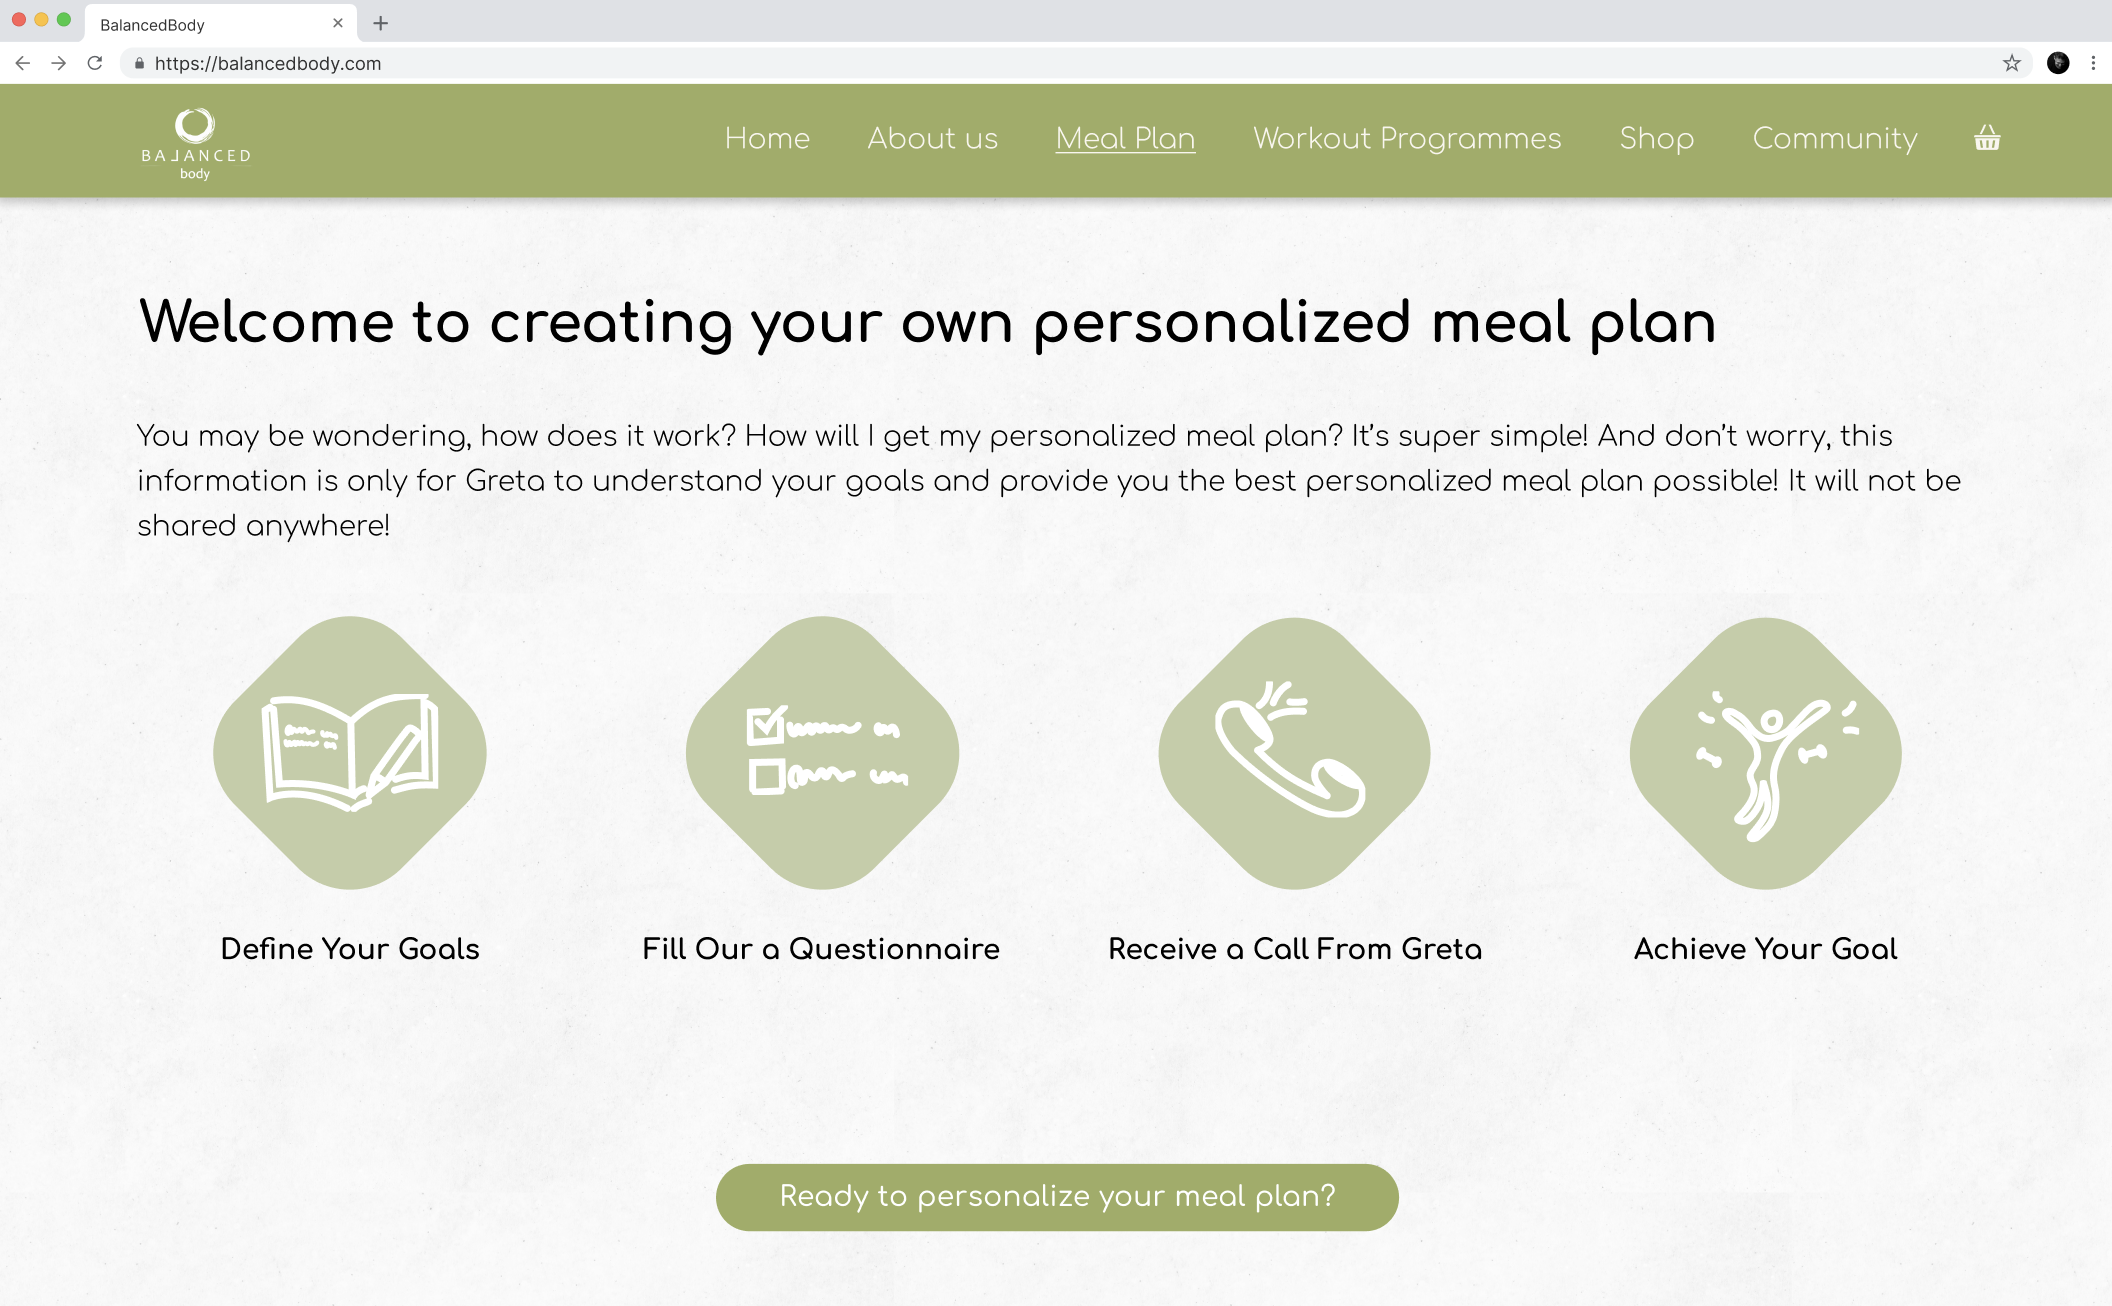 BalancedBody
https://balancedbody.com
BALANCED
body
Home About us Meal Plan Workout Programmes Shop Community
Welcome to creating your own personalized meal plan
You may be wondering, how does it work? How will I get my personalized meal plan? It's super simple! And don't worry, this
information is only for Greta to understand your goals and provide you the best personalized meal plan possible! It will not be
shared anywhere!
Define Your Goals
Fill Our a Questionnaire
Receive a Call From Greta
Achieve Your Goal
Ready to personalize your meal plan?